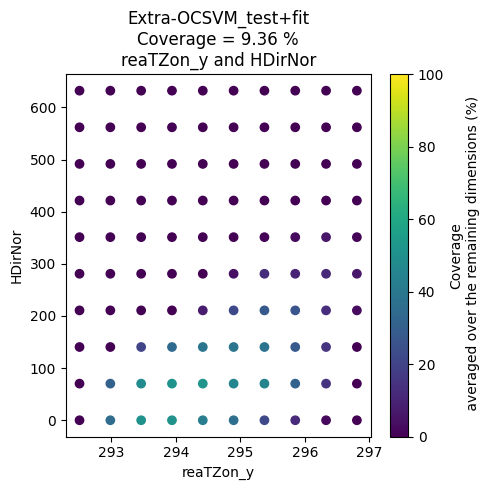 Extra-OCSVM_test+fit
Coverage = 9.36 %
reaTZon_y and HDirNor
600
500
400
300
200
100
0
HDirNor
293
294
295
296
297
reaTZon_y
100
80
60
40
20
0
Coverage
averaged over the remaining dimensions (%)